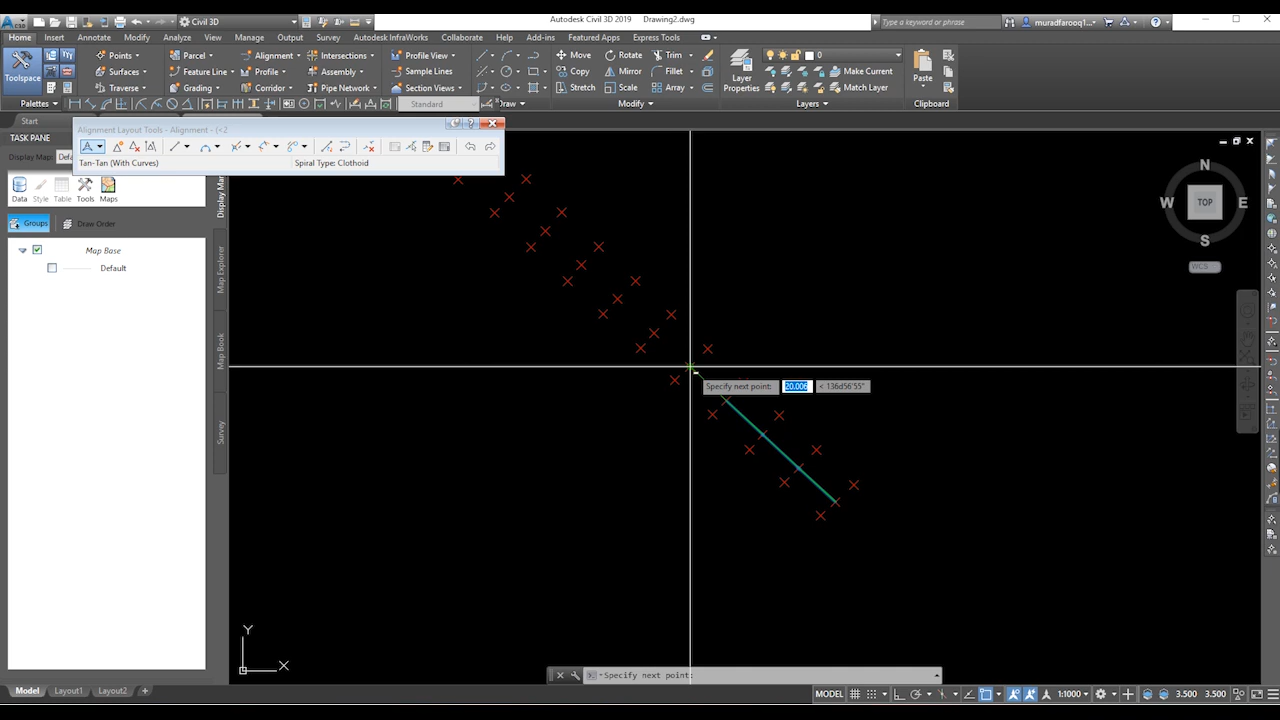 Civil 3D
Autodesk Civil 3D 2019 Drawing2.dwg
Type a keyword or phrase
muradfarooq1...
Home Insert Annotate Modify Analyze View Manage Output Survey Autodesk InfraWorks Collaborate Help Add-ins Featured Apps Express Tools
Toolspace
Points
Surfaces
Traverse
Parcel
Feature Line
Grading
Alignment
Profile
Corridor
Intersections
Assembly
Pipe Network
Profile View
Sample Lines
Section Views
Move
Copy
Stretch
Rotate
Mirror
Scale
Trim
Fillet
Array
Layer
Properties
0
Make Current
Match Layer
Paste
Palettes
Standard
Draw
Modify
Layers
Clipboard
Start
Alignment Layout Tools - Alignment - (<2
Tan-Tan (With Curves)
Spiral Type: Clothoid
TASK PANE
Display Map:
Data Style Table Tools Maps
Groups
Draw Order
Map Base
Default
Map Explorer
Map Book
Survey
N
W
TOP
E
S
WCS
Specify next point: 20.006 < 136d56'55"
Y
X
Specify next point:
Model Layout1 Layout2 +
MODEL
1:1000
3.500 3.500